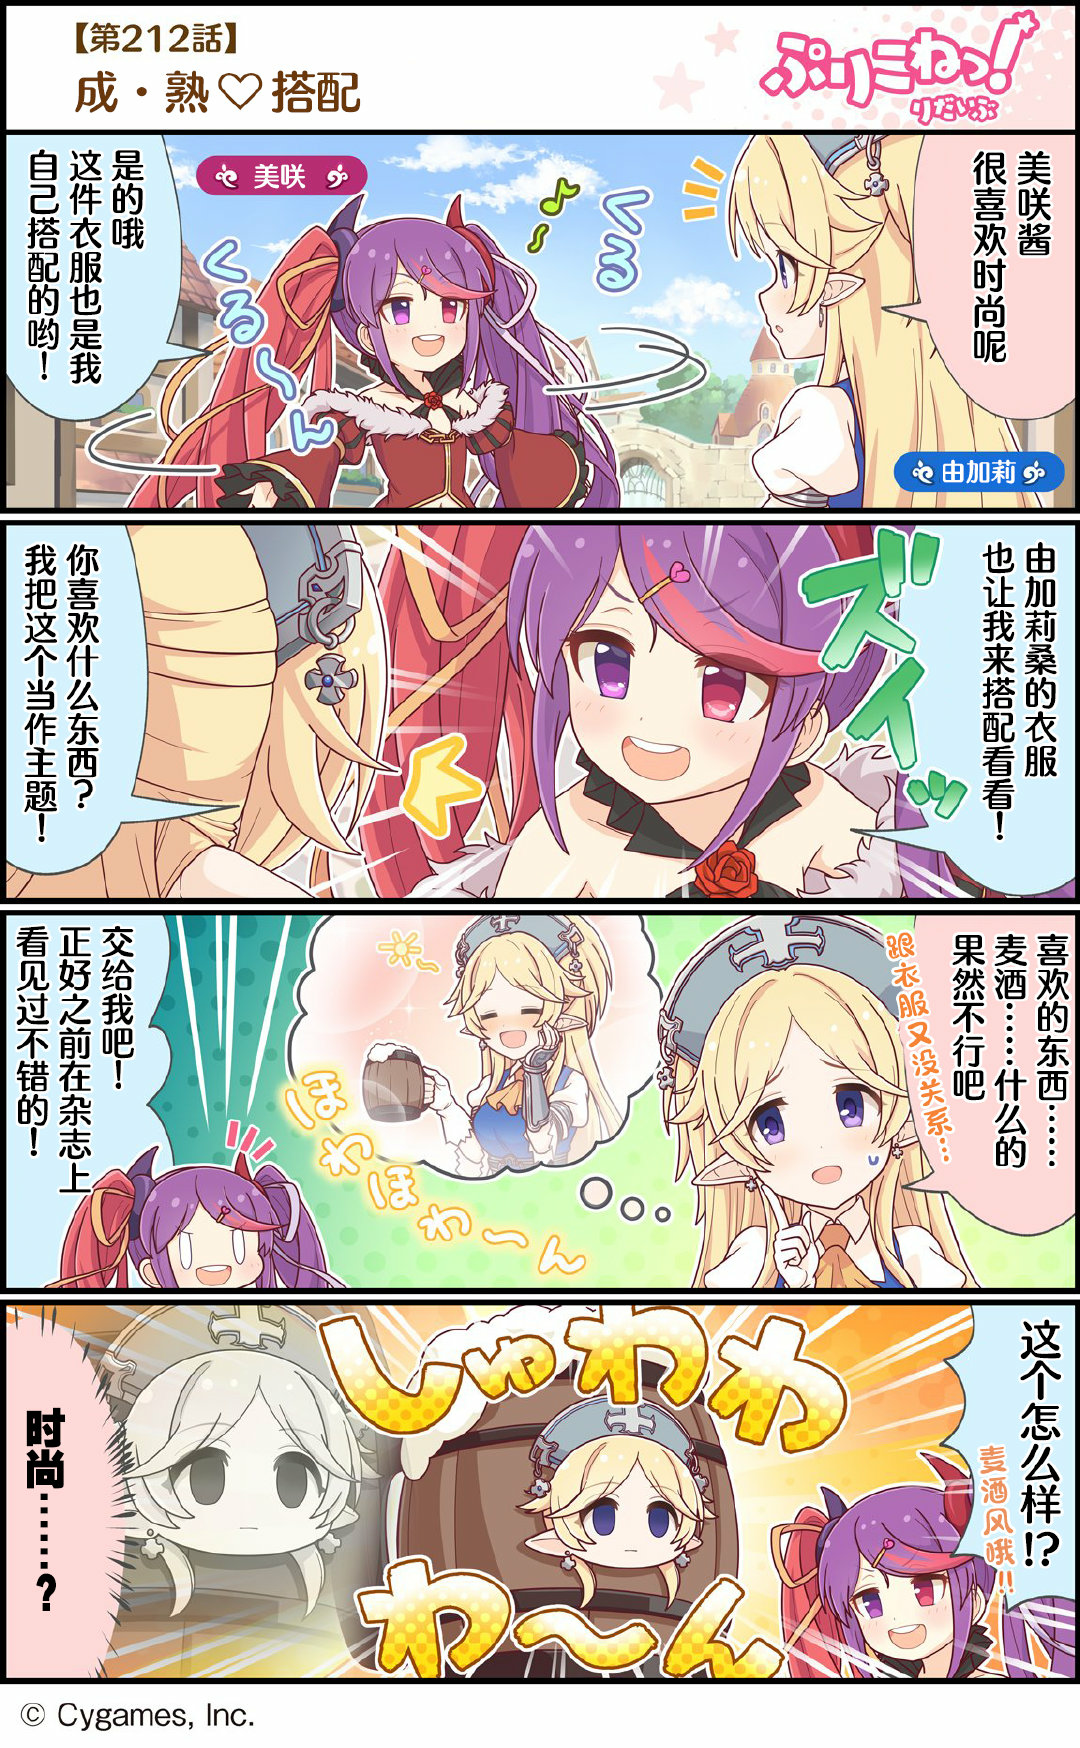 【第212話】
成・熟♡搭配
ぷりこねっ!
りだいぶ
美咲酱
很喜欢时尚呢
美咲
是的哦
这件衣服也是我
自己搭配的哟！
くる
くる～ん
由加莉
由加莉桑的衣服
也让我来搭配看看！
ズイッ
你喜欢什么东西？
我把这个当作主题！
喜欢的东西……
麦酒……什么的
果然不行吧
跟衣服又没关系…
ほわほわ～ん
交给我吧！
正好之前在杂志上
看见过不错的！
这个怎么样!?
麦酒风哦!!
しゅわわ
わ～ん
时尚……?
© Cygames, Inc.